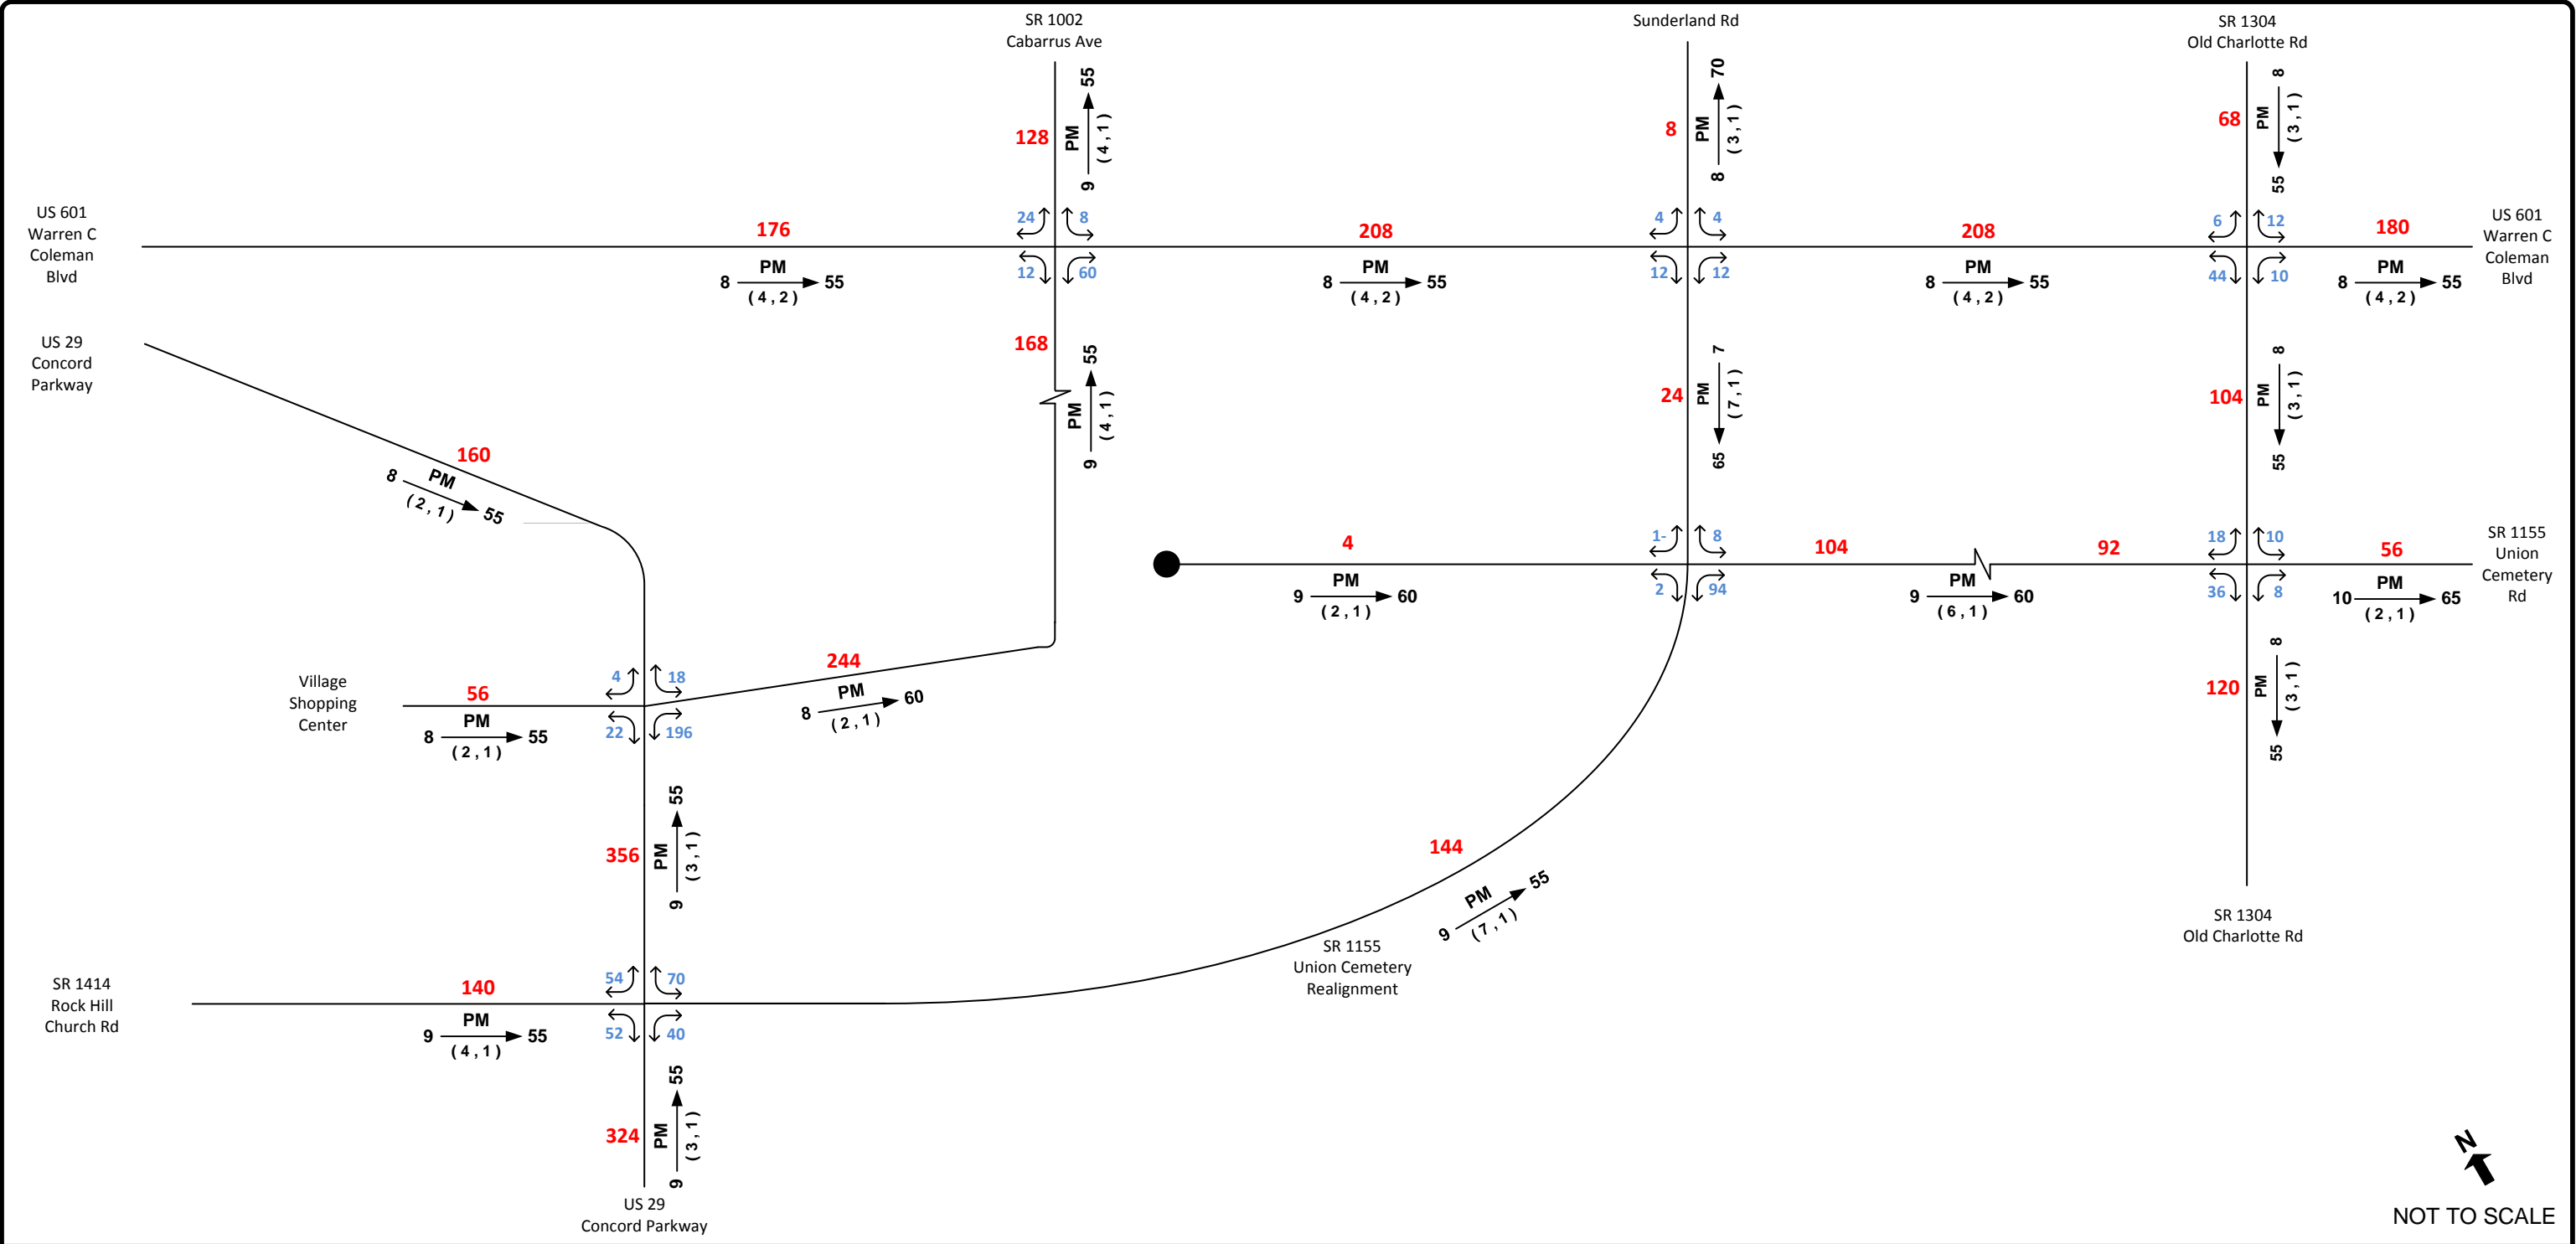 SR 1002
Cabarrus Ave
Sunderland Rd
SR 1304
Old Charlotte Rd
128
PM
9 55
( 4 , 1 )
8
PM
8 70
( 3 , 1 )
68
PM
8 55
( 3 , 1 )
US 601
Warren C
Coleman
Blvd
176
PM
8 55
( 4 , 2 )
24 8
12 60
208
PM
8 55
( 4 , 2 )
4 4
12 12
208
PM
8 55
( 4 , 2 )
6 12
44 10
180
PM
8 55
( 4 , 2 )
US 601
Warren C
Coleman
Blvd
US 29
Concord
Parkway
160
PM
8 55
( 2 , 1 )
168
PM
9 55
( 4 , 1 )
24
PM
7 65
( 7 , 1 )
104
PM
8 55
( 3 , 1 )
4
PM
9 60
( 2 , 1 )
1- 8
2 94
104 92
PM
9 60
( 6 , 1 )
18 10
36 8
56
PM
10 65
( 2 , 1 )
SR 1155
Union
Cemetery
Rd
Village
Shopping
Center
56
PM
8 55
( 2 , 1 )
4 18
22 196
244
PM
8 60
( 2 , 1 )
120
PM
8 55
( 3 , 1 )
356
PM
9 55
( 3 , 1 )
144
PM
9 55
( 7 , 1 )
SR 1155
Union Cemetery
Realignment
SR 1304
Old Charlotte Rd
SR 1414
Rock Hill
Church Rd
140
PM
9 55
( 4 , 1 )
54 70
52 40
324
PM
9 55
( 3 , 1 )
US 29
Concord Parkway
N
NOT TO SCALE